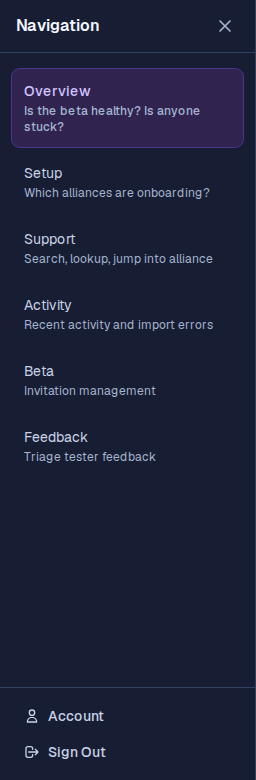 Navigation
Overview
Is the beta healthy? Is anyone
stuck?
Setup
Which alliances are onboarding?
Support
Search, lookup, jump into alliance
Activity
Recent activity and import errors
Beta
Invitation management
Feedback
Triage tester feedback
Account
Sign Out